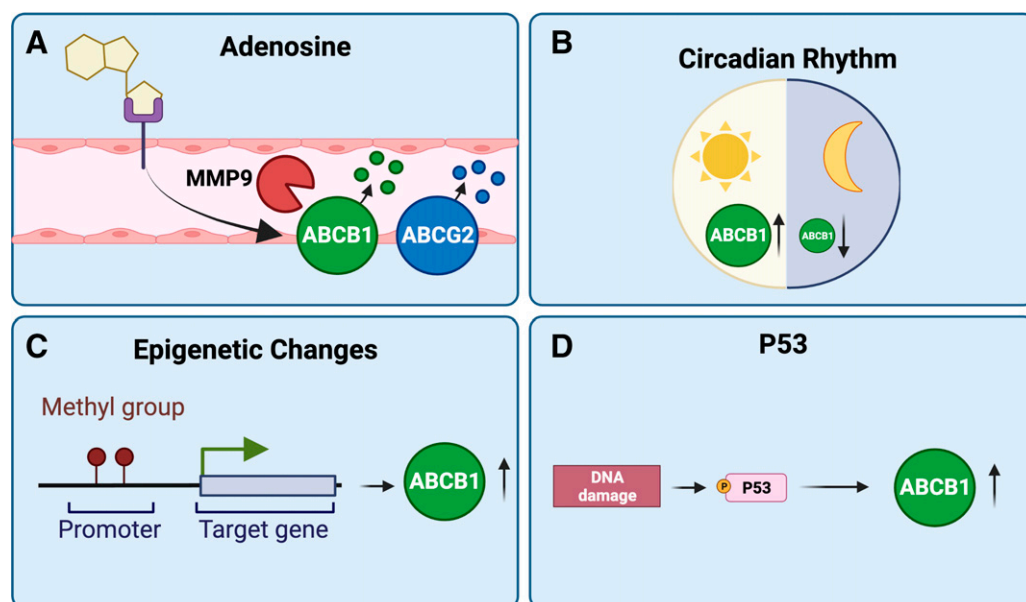 A
Adenosine
MMP9
ABCB1
ABCG2
B
Circadian Rhythm
ABCB1
ABCB1
C
Epigenetic Changes
Methyl group
Promoter
Target gene
ABCB1
D
P53
DNA
damage
P
P53
ABCB1